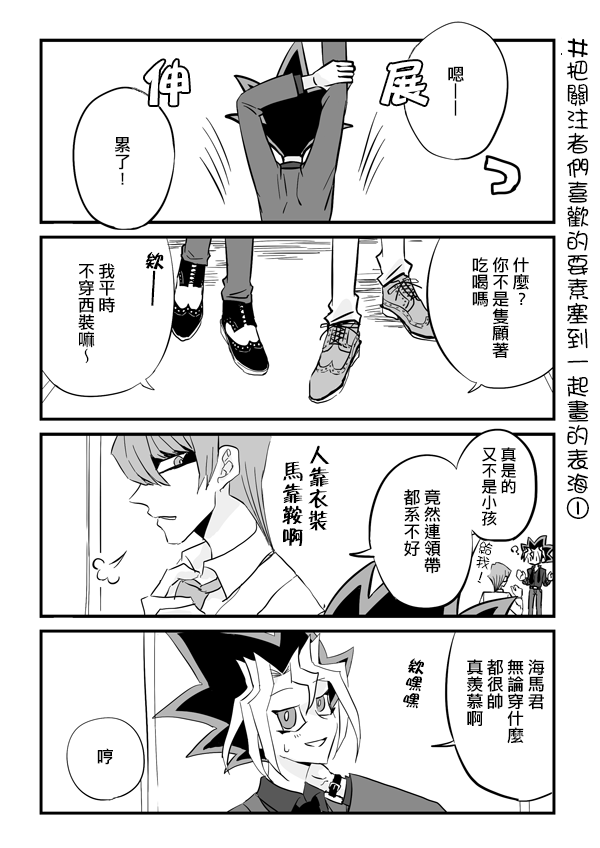 #把關注者們喜歡的要素塞到一起畫的表海①
嗯——
伸展
累了！
什麼？
你不是隻顧著
吃喝嗎
欸——
我平時
不穿西裝嘛～
真是的
又不是小孩
竟然連領帶
都系不好
給我！
人靠衣裝
馬靠鞍啊
海馬君
無論穿什麼
都很帥
真羨慕啊
欸嘿嘿
哼